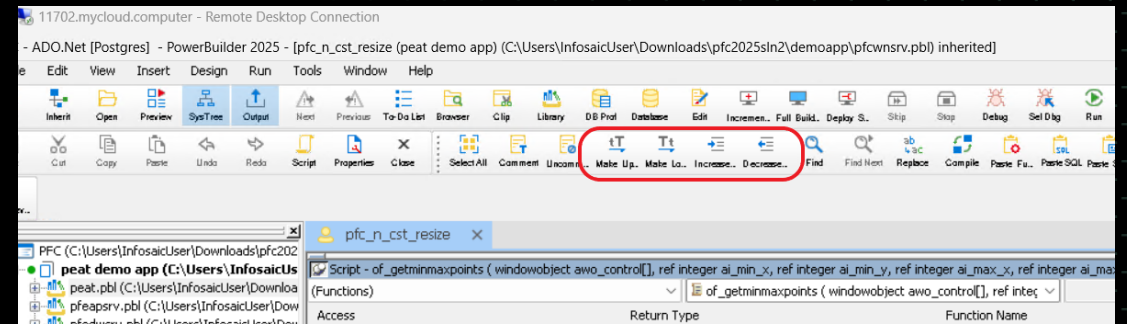 11702.mycloud.computer - Remote Desktop Connection
- ADO.Net [Postgres] - PowerBuilder 2025 - [pfc_n_cst_resize (peat demo app) (C:\Users\InfosaicUser\Downloads\pfc2025sln2\demoapp\pfcwnsrv.pbl) inherited]
e Edit View Insert Design Run Tools Window Help
Inherit Open Preview SysTree Output Next Previous To-Do List Browser Clip Library DB Prof Database Edit Incremen... Full Build... Deploy S... Skip Stop Debug Sel Dbg Run
Cut Copy Paste Undo Redo Script Properties Close Select All Comment Uncomm... Make Up... Make Lo... Increase... Decrease... Find Find Next Replace Compile Paste Fu... Paste SQL Paste S
er...
pfc_n_cst_resize
PFC (C:\Users\InfosaicUser\Downloads\pfc202
peat demo app (C:\Users\InfosaicUs
Script - of_getminmaxpoints ( windowobject awo_control[], ref integer ai_min_x, ref integer ai_min_y, ref integer ai_max_x, ref integer ai_max
peat.pbl (C:\Users\InfosaicUser\Downloa
(Functions) of_getminmaxpoints ( windowobject awo_control[], ref integ
pfeapsrv.pbl (C:\Users\InfosaicUser\Dow
Access Return Type Function Name